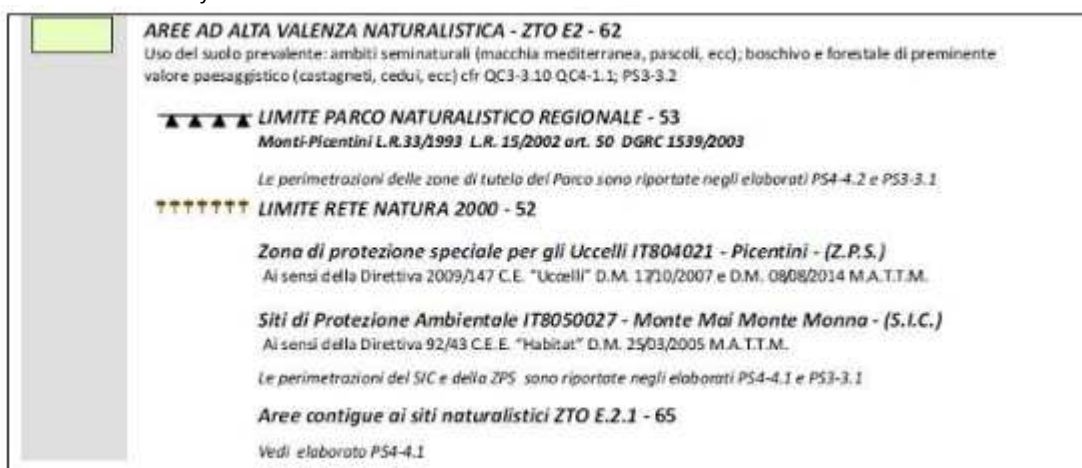 AREE AD ALTA VALENZA NATURALISTICA - ZTO E2 - 62
Uso del suolo prevalente: ambiti seminaturali (macchia mediterranea, pascoli, ecc); boschivo e forestale di preminente
valore paesaggistico (castagneti, cedui, ecc) cfr QC3-3.10 QC4-1.1; PS3-3.2
LIMITE PARCO NATURALISTICO REGIONALE - 53
Monti-Picentini L.R.33/1993 L.R. 15/2002 art. 50 DGRC 1539/2003
Le perimetrazioni delle zone di tutela del Parco sono riportate negli elaborati PS4-4.2 e PS3-3.1
LIMITE RETE NATURA 2000 - 52
Zona di protezione speciale per gli Uccelli IT804021 - Picentini - (Z.P.S.)
Ai sensi della Direttiva 2009/147 C.E. "Uccelli" D.M. 17/10/2007 e D.M. 08/08/2014 M.A.T.T.M.
Siti di Protezione Ambientale IT8050027 - Monte Mai Monte Monna - (S.I.C.)
Ai sensi della Direttiva 92/43 C.E.E. "Habitat" D.M. 25/03/2005 M.A.T.T.M.
Le perimetrazioni del SIC e della ZPS sono riportate negli elaborati PS4-4.1 e PS3-3.1
Aree contigue ai siti naturalistici ZTO E.2.1 - 65
Vedi elaborato PS4-4.1